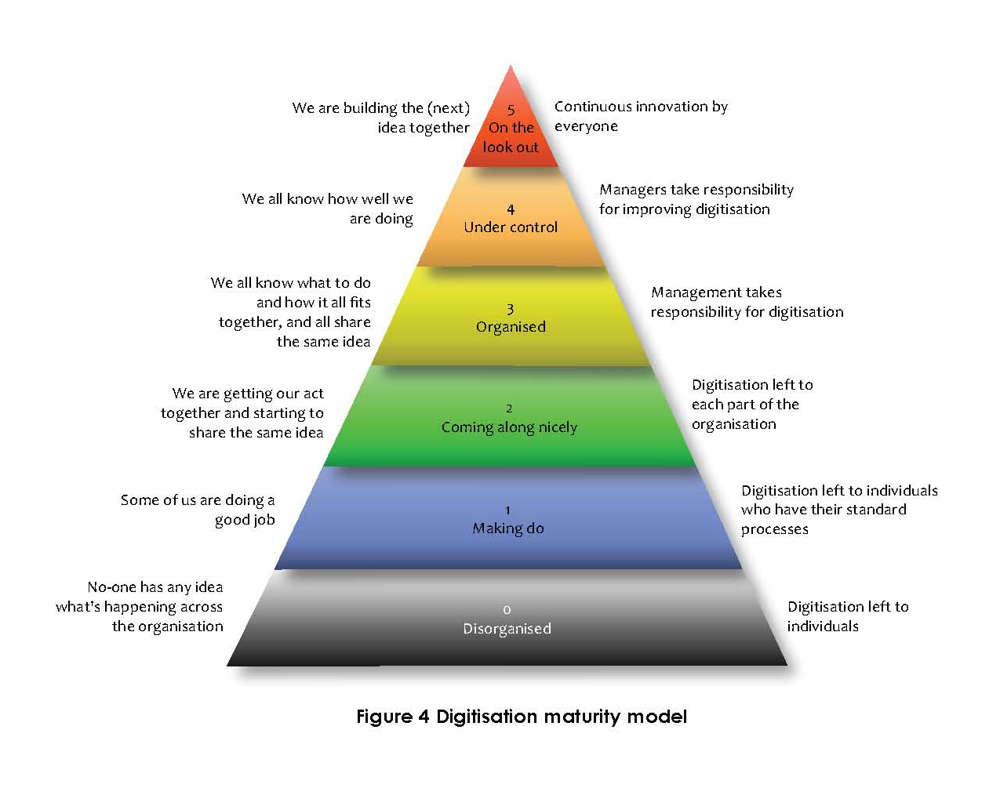 We are building the (next)
idea together
5
On the
look out
Continuous innovation by
everyone
We all know how well we
are doing
4
Under control
Managers take responsibility
for improving digitisation
We all know what to do
and how it all fits
together, and all share
the same idea
3
Organised
Management takes
responsibility for digitisation
We are getting our act
together and starting to
share the same idea
2
Coming along nicely
Digitisation left to
each part of the
organisation
Some of us are doing a
good job
1
Making do
Digitisation left to individuals
who have their standard
processes
No-one has any idea
what's happening across
the organisation
0
Disorganised
Digitisation left to
individuals
Figure 4 Digitisation maturity model